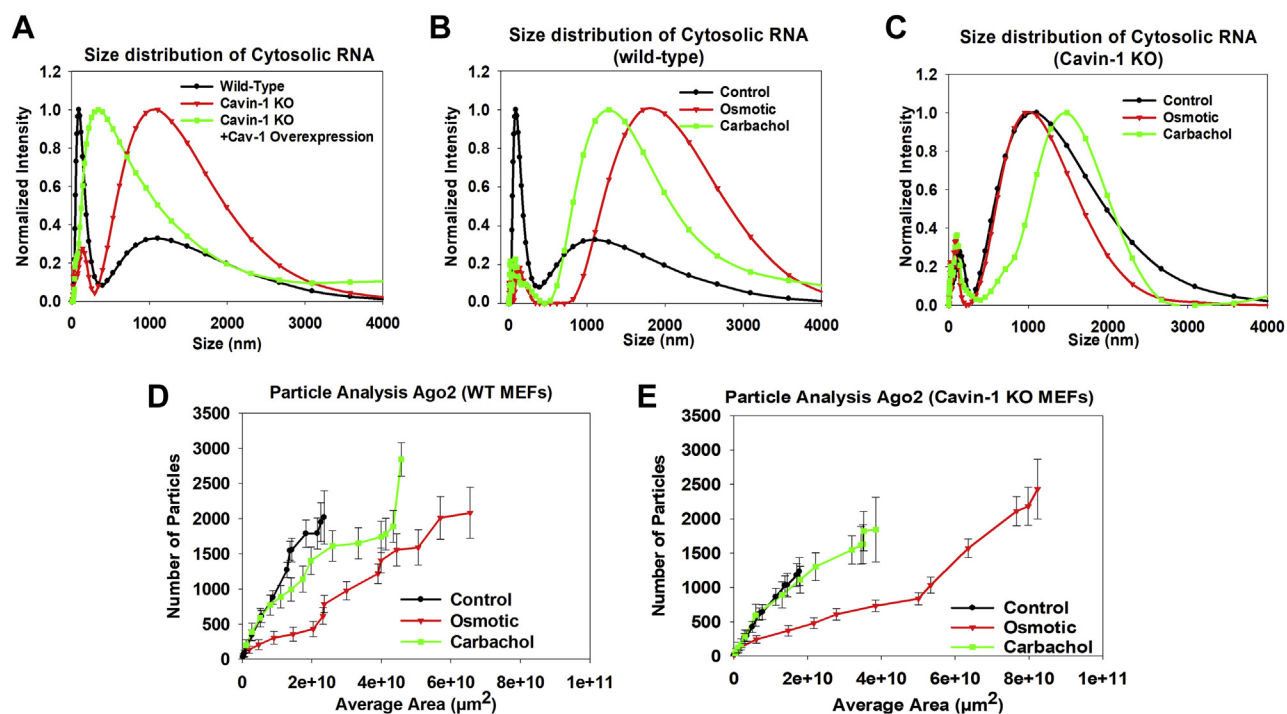 A
Size distribution of Cytosolic RNA
Normalized Intensity
1.2
1.0
0.8
0.6
0.4
0.2
0.0
Wild-Type
Cavin-1 KO
Cavin-1 KO
+Cav-1 Overexpression
0 1000 2000 3000 4000
Size (nm)
B
Size distribution of Cytosolic RNA
(wild-type)
Normalized Intensity
1.2
1.0
0.8
0.6
0.4
0.2
0.0
Control
Osmotic
Carbachol
0 1000 2000 3000 4000
Size (nm)
C
Size distribution of Cytosolic RNA
(Cavin-1 KO)
Normalized Intensity
1.2
1.0
0.8
0.6
0.4
0.2
0.0
Control
Osmotic
Carbachol
0 1000 2000 3000 4000
Size (nm)
D
Particle Analysis Ago2 (WT MEFs)
Number of Particles
3500
3000
2500
2000
1500
1000
500
0
Control
Osmotic
Carbachol
0 2e+10 4e+10 6e+10 8e+10 1e+11
Average Area (µm²)
E
Particle Analysis Ago2 (Cavin-1 KO MEFs)
Number of Particles
3500
3000
2500
2000
1500
1000
500
0
Control
Osmotic
Carbachol
0 2e+10 4e+10 6e+10 8e+10 1e+11
Average Area (µm²)